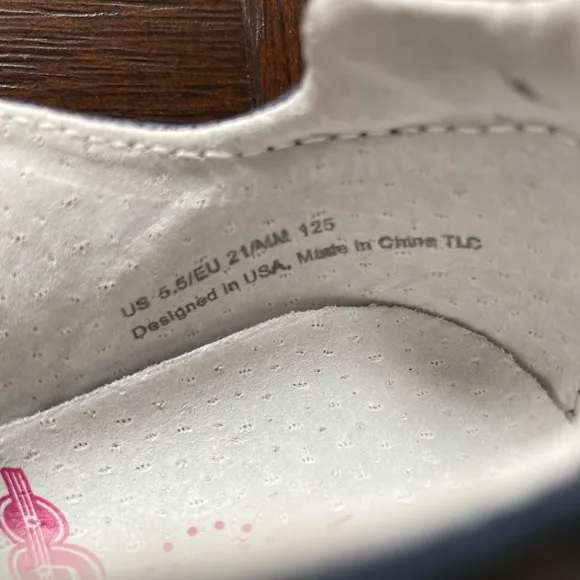 US 5.5/EU 21/MM 125
Designed in USA. Made in China TLC